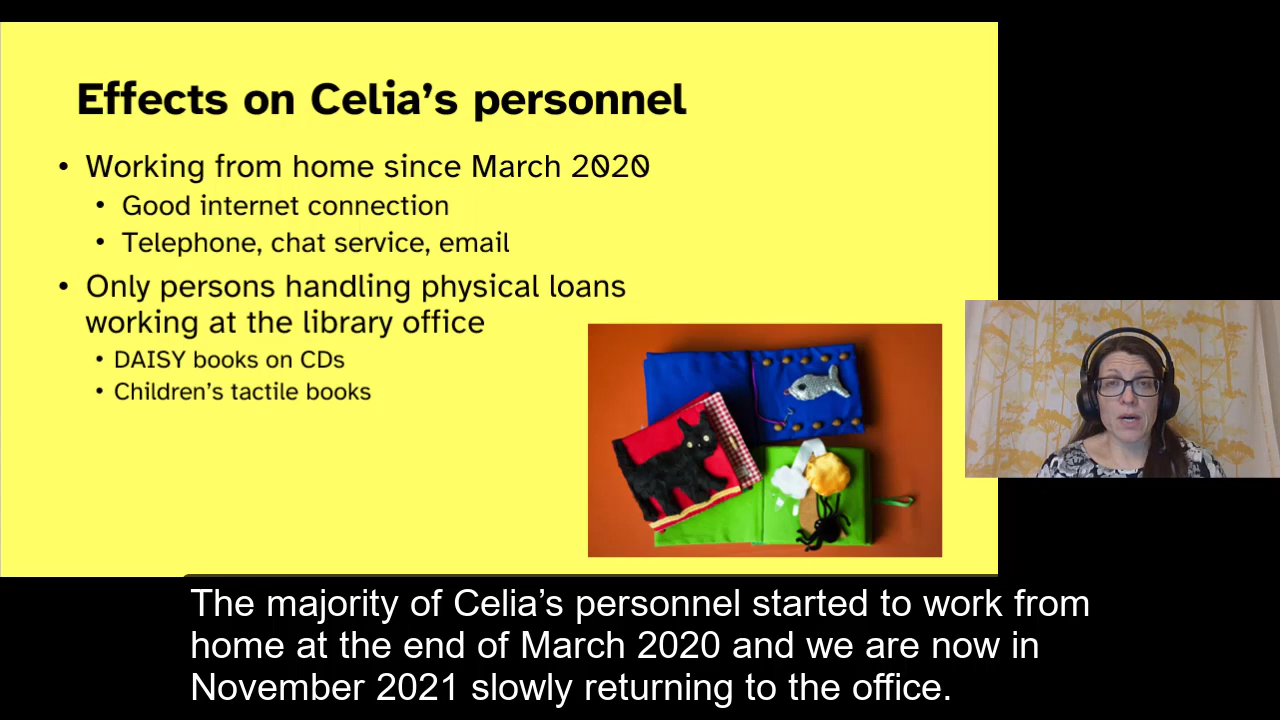 Effects on Celia’s personnel
• Working from home since March 2020
• Good internet connection
• Telephone, chat service, email
• Only persons handling physical loans
working at the library office
• DAISY books on CDs
• Children’s tactile books
The majority of Celia’s personnel started to work from
home at the end of March 2020 and we are now in
November 2021 slowly returning to the office.